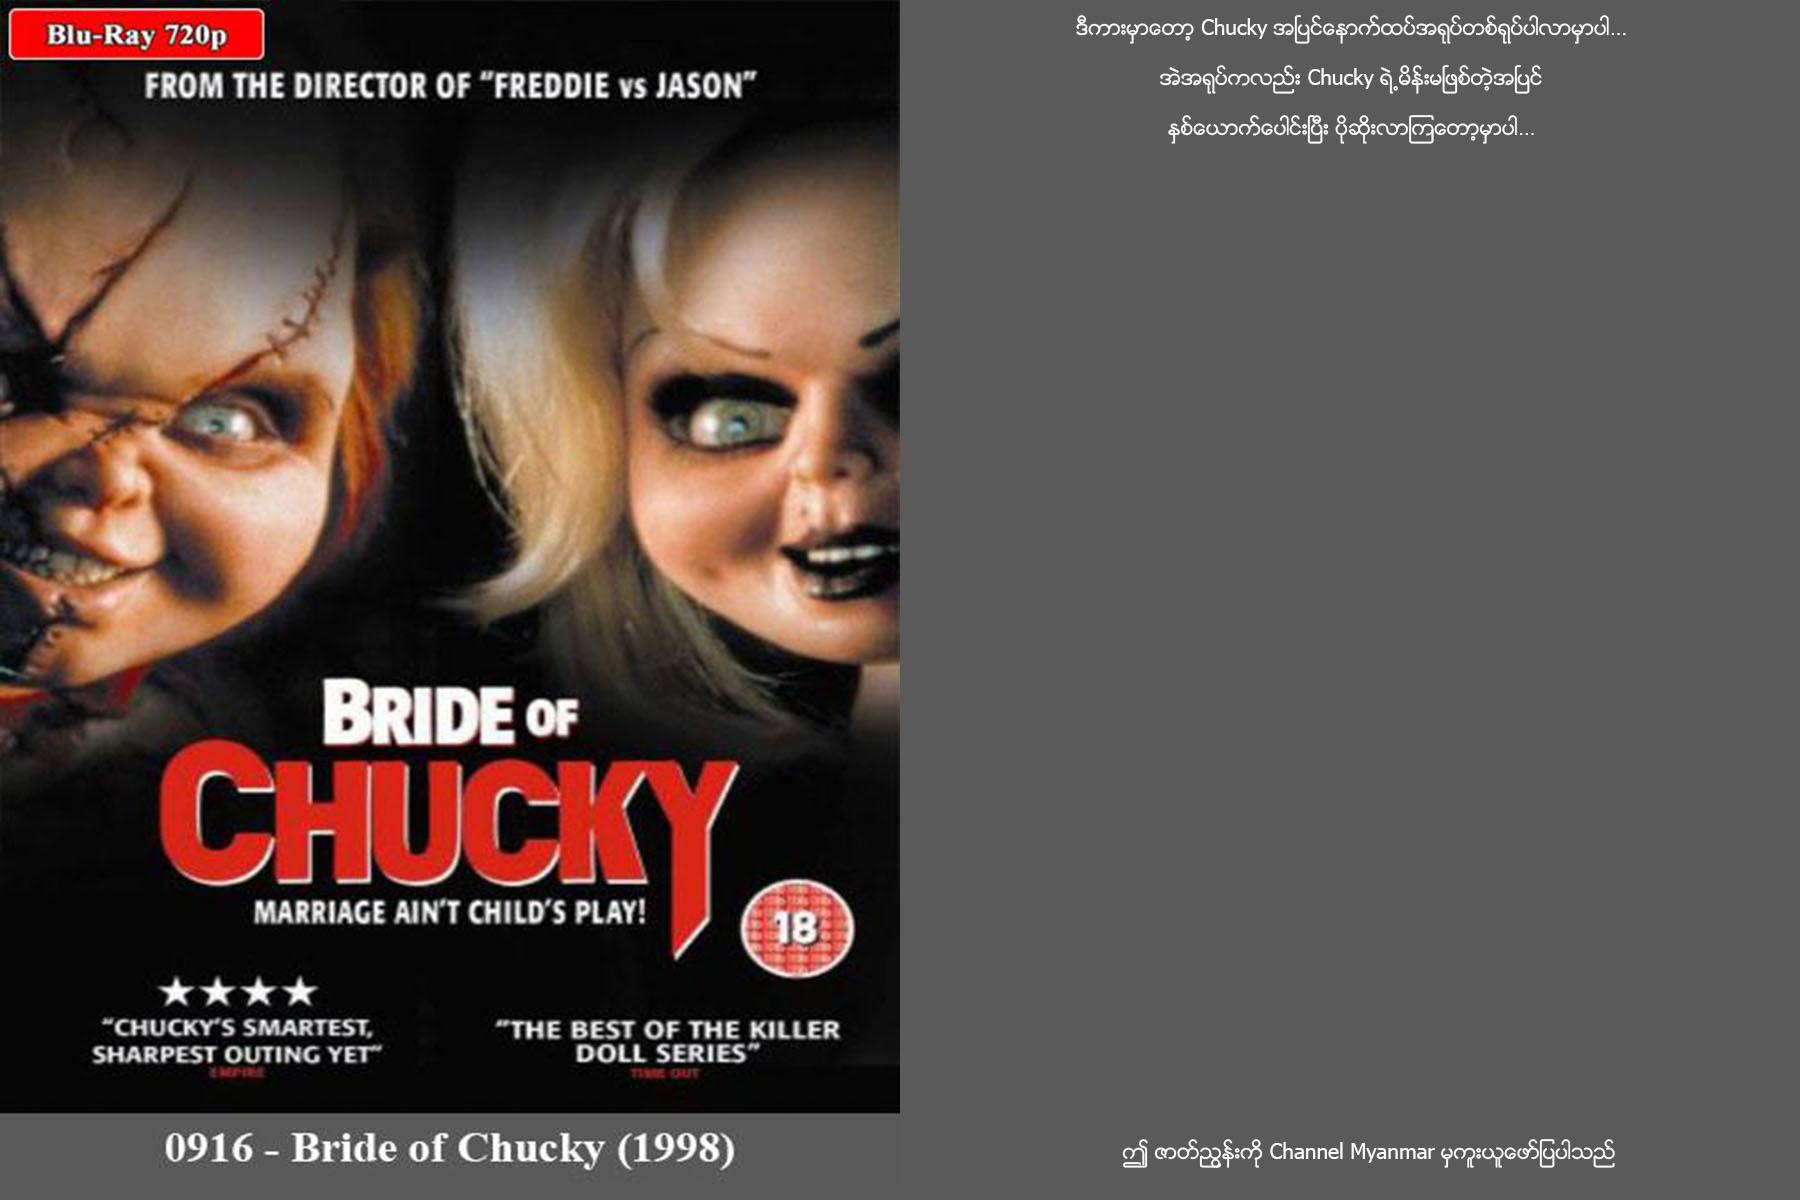 Blu-Ray 720p
FROM THE DIRECTOR OF "FREDDIE vs JASON"
BRIDE OF
CHUCKY
MARRIAGE AIN'T CHILD'S PLAY!
18
"CHUCKY'S SMARTEST,
SHARPEST OUTING YET"
EMPIRE
"THE BEST OF THE KILLER
DOLL SERIES"
TIME OUT
0916 - Bride of Chucky (1998)
ဒီကားမှာတော့ Chucky အပြင်နောက်ထပ်အရုပ်တစ်ရုပ်ပါလာမှာပါ...
အဲအရုပ်ကလည်း Chucky ရဲ့မိန်းမဖြစ်တဲ့အပြင်
နှစ်ယောက်ပေါင်းပြီး ပိုဆိုးလာကြတော့မှာပါ...
ဤ ဇာတ်ညွှန်းကို Channel Myanmar မှကူးယူဖော်ပြပါသည်